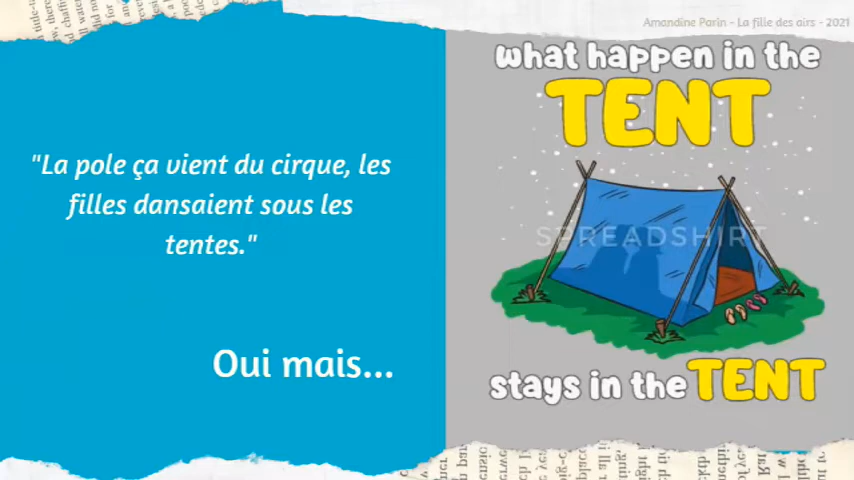 Amandine Parin - La fille des airs - 2021
"La pole ça vient du cirque, les
filles dansaient sous les
tentes."
Oui mais...
what happen in the
TENT
SPREADSHIRT
stays in the TENT